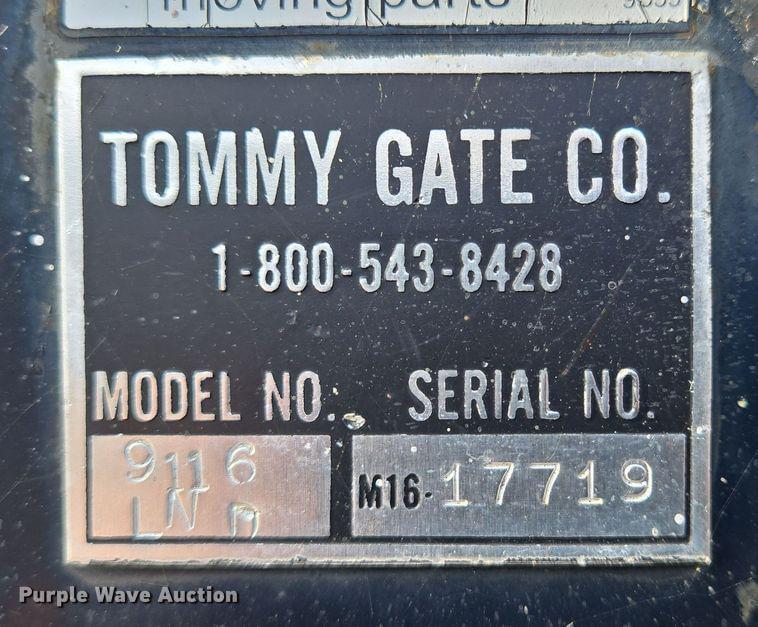 moving parts
TOMMY GATE CO.
1-800-543-8428
MODEL NO. SERIAL NO.
9116 M16-17719
LN
Purple Wave Auction